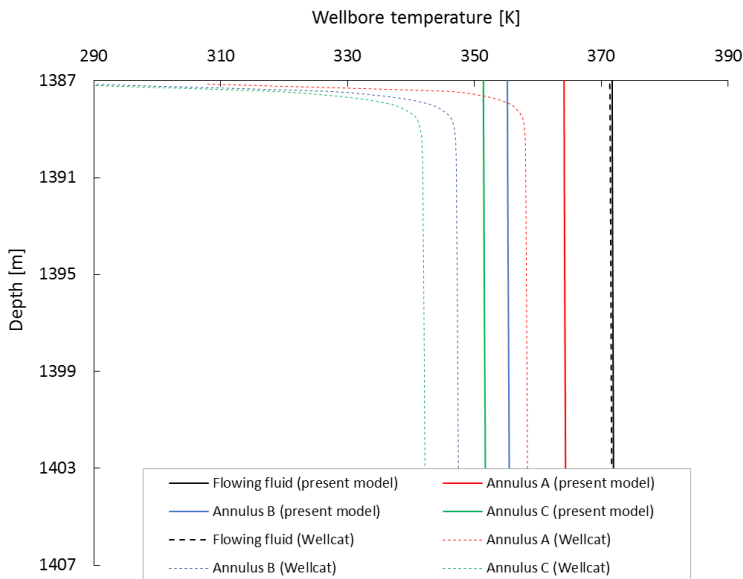 Wellbore temperature [K]
290 310 330 350 370 390
1387
1391
1395
1399
1403
1407
Depth [m]
Flowing fluid (present model) Annulus A (present model)
Annulus B (present model) Annulus C (present model)
Flowing fluid (Wellcat) Annulus A (Wellcat)
Annulus B (Wellcat) Annulus C (Wellcat)